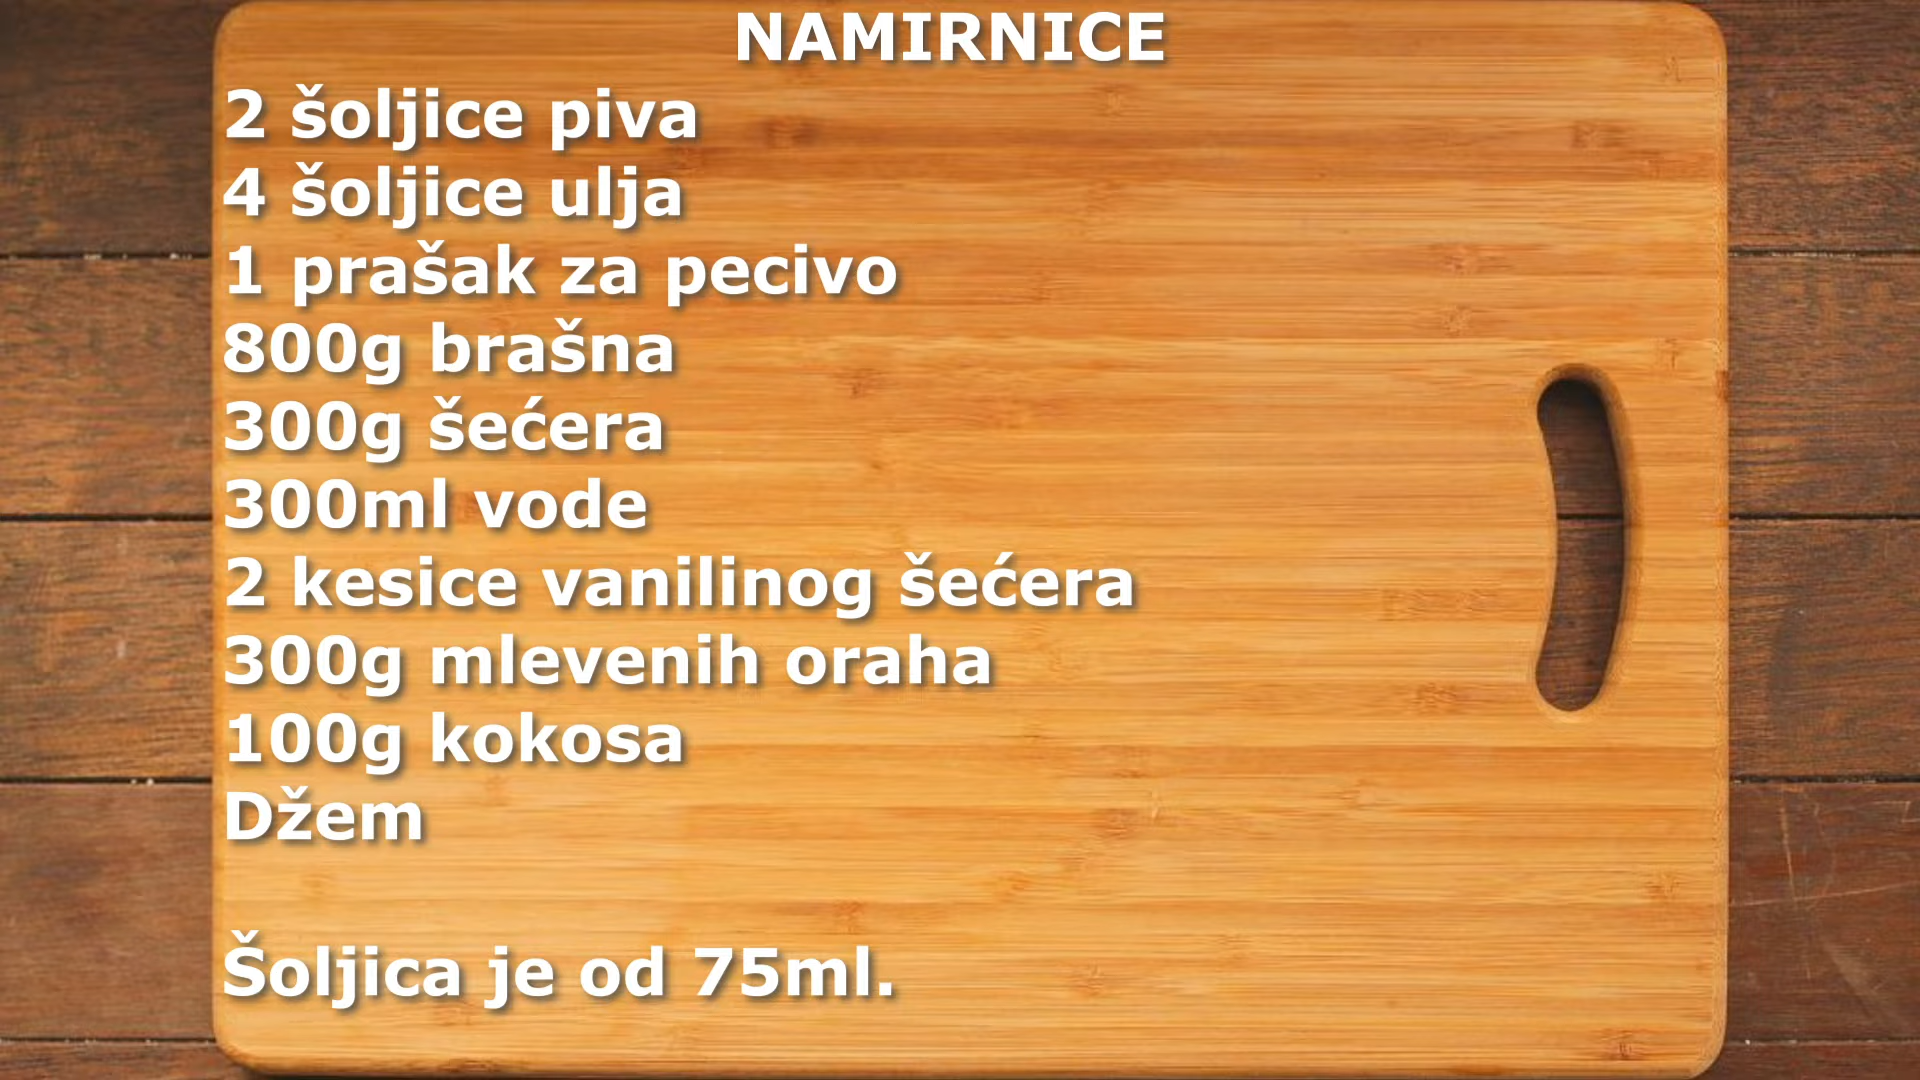 NAMIRNICE
2 šoljice piva
4 šoljice ulja
1 prašak za pecivo
800g brašna
300g šećera
300ml vode
2 kesice vanilinog šećera
300g mlevenih oraha
100g kokosa
Džem
Šoljica je od 75ml.